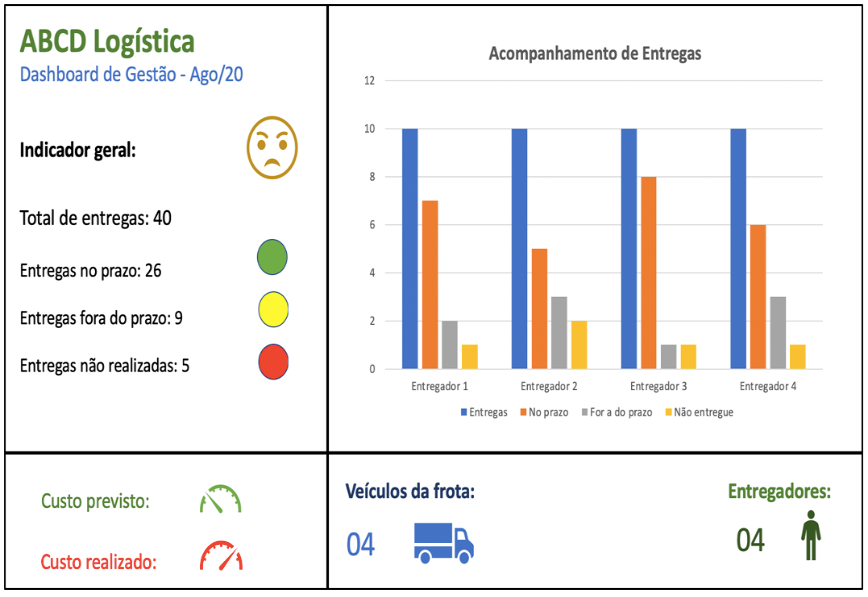 ABCD Logística
Dashboard de Gestão - Ago/20
Indicador geral:
Total de entregas: 40
Entregas no prazo: 26
Entregas fora do prazo: 9
Entregas não realizadas: 5
Acompanhamento de Entregas
12
10
8
6
4
2
0
Entregador 1 Entregador 2 Entregador 3 Entregador 4
Entregas No prazo For a do prazo Não entregue
Custo previsto:
Custo realizado:
Veículos da frota:
04
Entregadores:
04